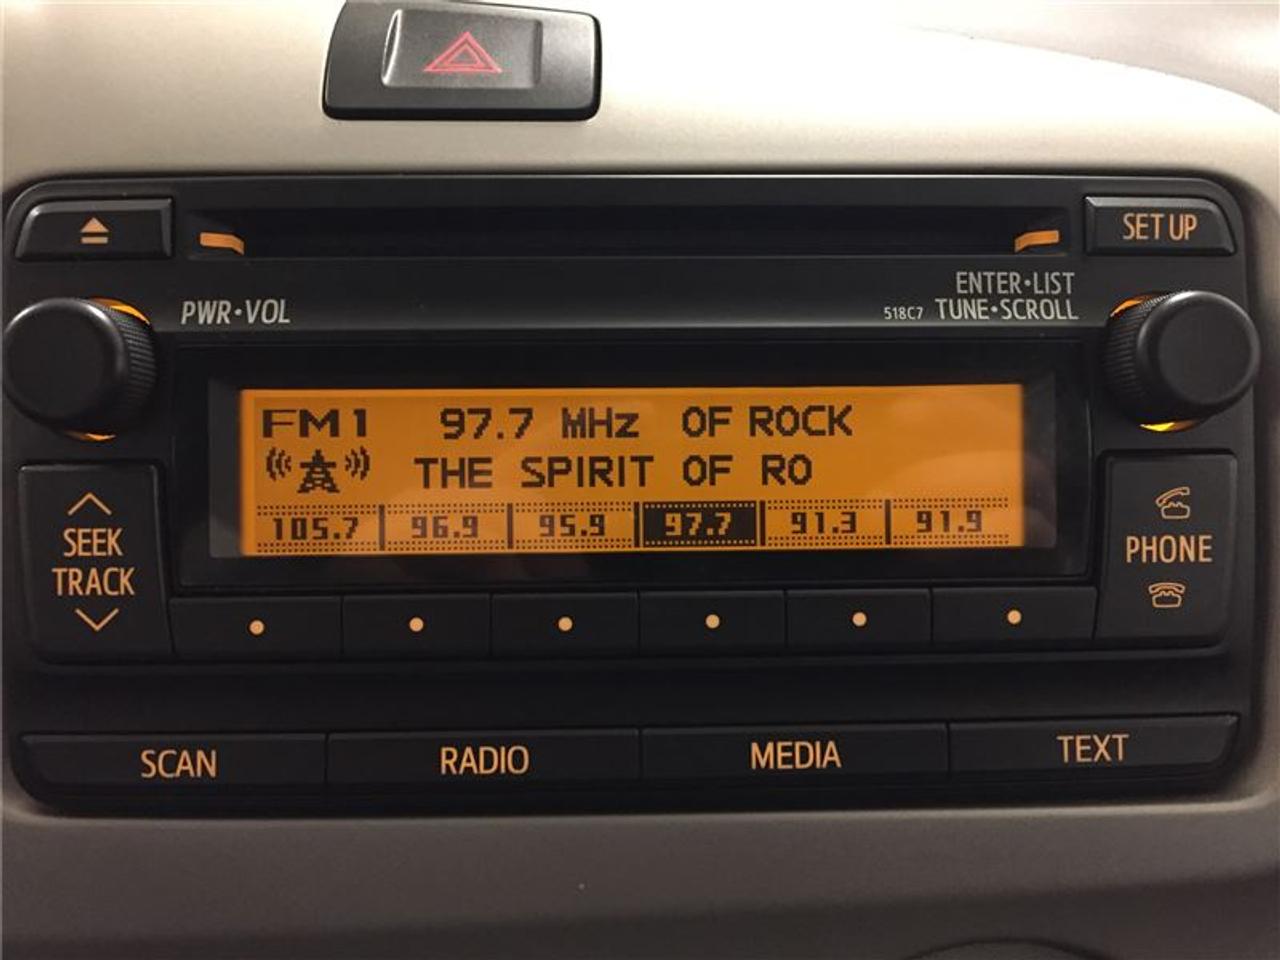 SET UP
PWR•VOL
ENTER•LIST
518C7 TUNE•SCROLL
FM1 97.7 MHz OF ROCK
THE SPIRIT OF RO
105.7 96.9 95.9 97.7 91.3 91.9
SEEK
TRACK
PHONE
SCAN RADIO MEDIA TEXT